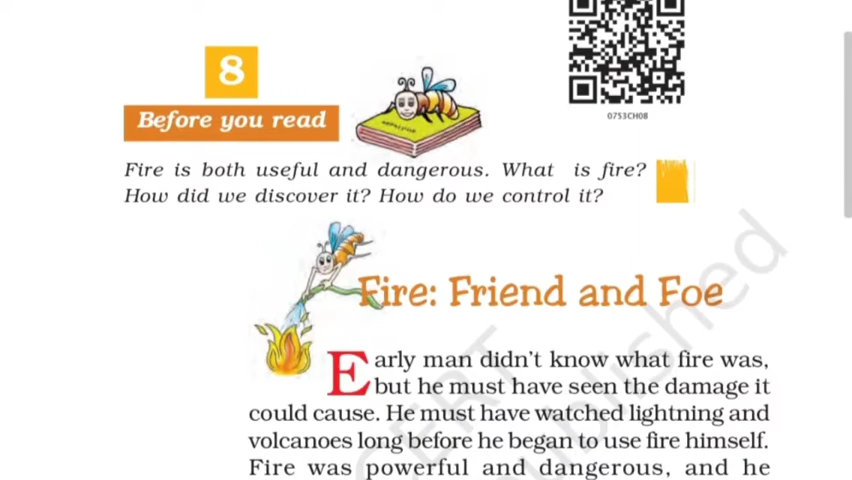 8
0753CH08
Before you read
Fire is both useful and dangerous. What is fire?
How did we discover it? How do we control it?
Fire: Friend and Foe
Early man didn't know what fire was,
but he must have seen the damage it
could cause. He must have watched lightning and
volcanoes long before he began to use fire himself.
Fire was powerful and dangerous, and he